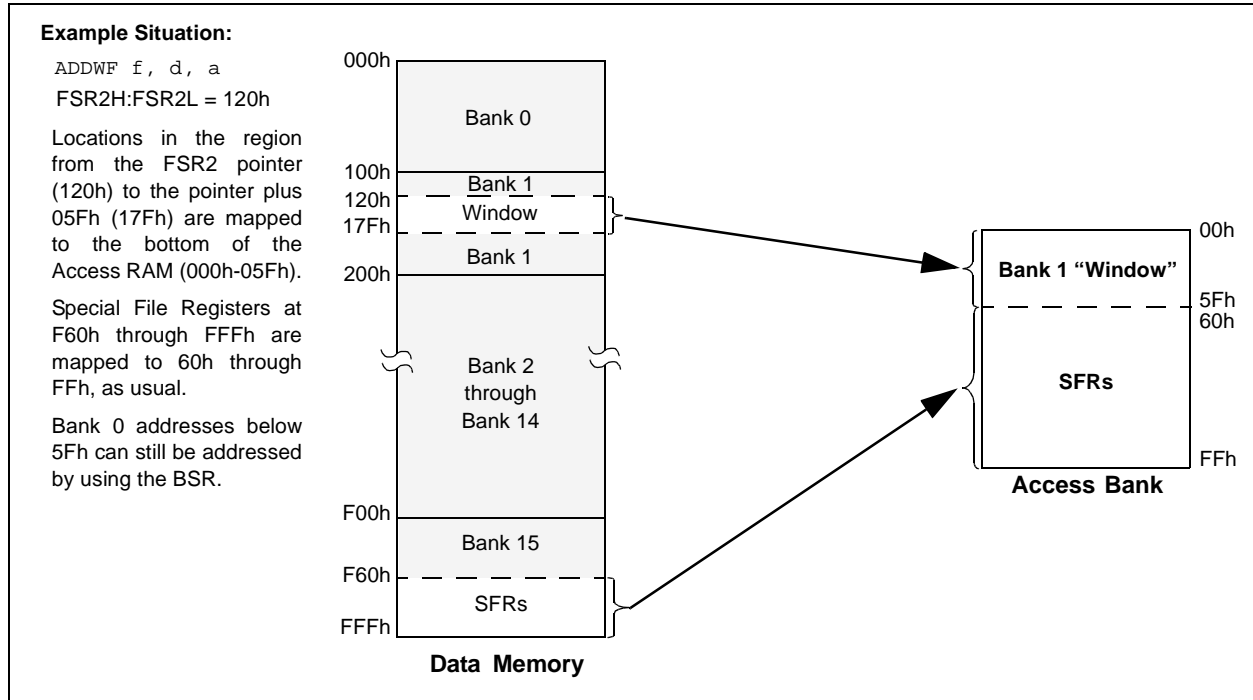 Example Situation:
ADDWF f, d, a
FSR2H:FSR2L = 120h
Locations in the region
from the FSR2 pointer
(120h) to the pointer plus
05Fh (17Fh) are mapped
to the bottom of the
Access RAM (000h-05Fh).
Special File Registers at
F60h through FFFh are
mapped to 60h through
FFh, as usual.
Bank 0 addresses below
5Fh can still be addressed
by using the BSR.
000h
Bank 0
100h
Bank 1
120h
Window
17Fh
Bank 1
200h
Bank 2
through
Bank 14
F00h
Bank 15
F60h
SFRs
FFFh
Data Memory
00h
Bank 1 “Window”
5Fh
60h
SFRs
FFh
Access Bank